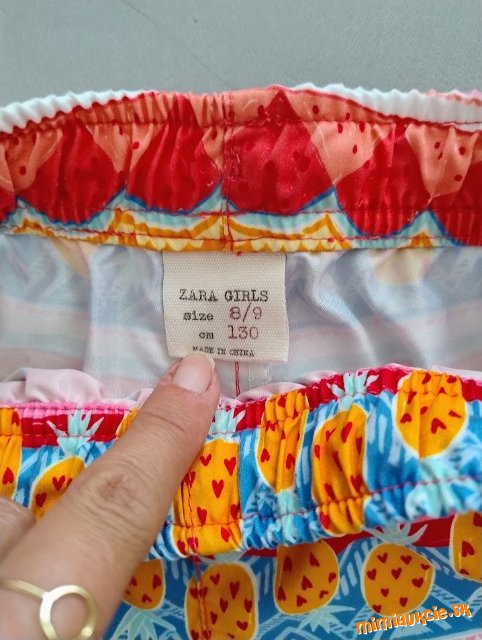 ZARA GIRLS
size 8/9
cm 130
MADE IN CHINA
mimiaukcie.sk